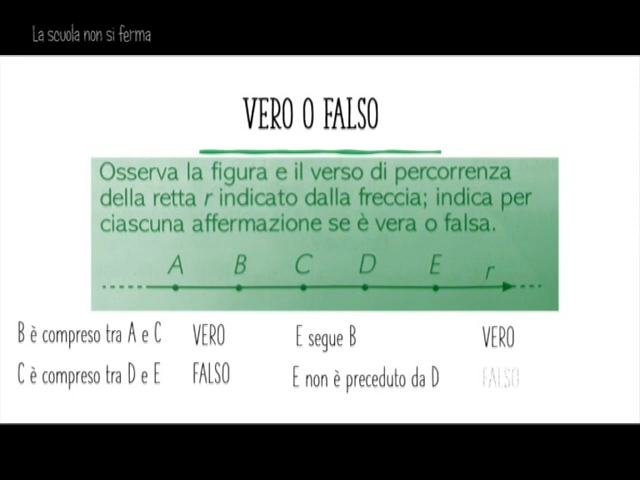 La scuola non si ferma
VERO O FALSO
Osserva la figura e il verso di percorrenza
della retta r indicato dalla freccia; indica per
ciascuna affermazione se è vera o falsa.
A B C D E r
B è compreso tra A e C VERO E segue B VERO
C è compreso tra D e E FALSO E non è preceduto da D FALSO